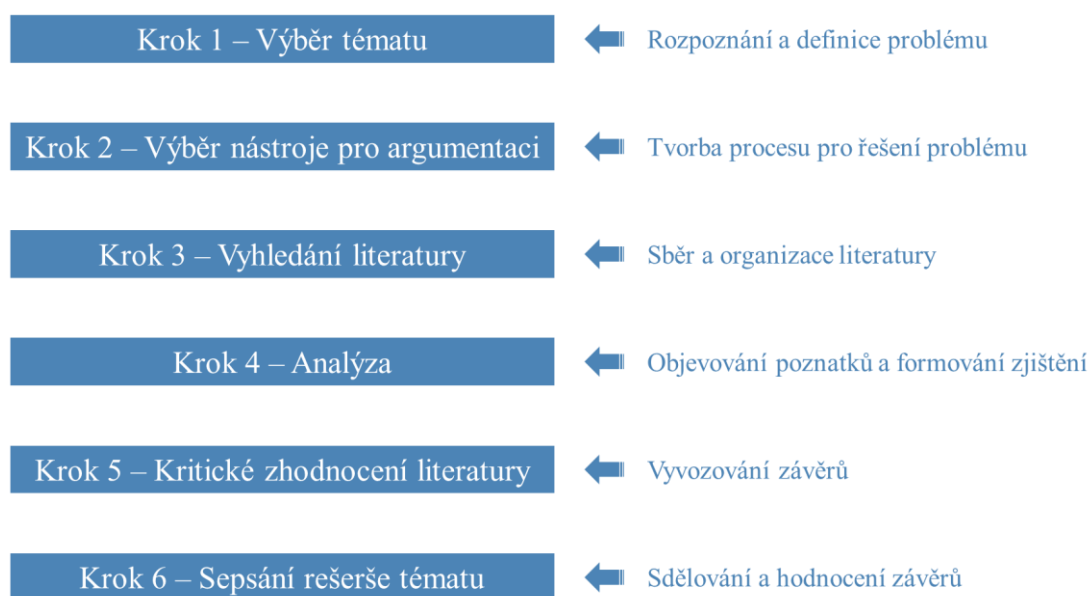 Krok 1 – Výběr tématu
Rozpoznání a definice problému
Krok 2 – Výběr nástroje pro argumentaci
Tvorba procesu pro řešení problému
Krok 3 – Vyhledání literatury
Sběr a organizace literatury
Krok 4 – Analýza
Objevování poznatků a formování zjištění
Krok 5 – Kritické zhodnocení literatury
Vyvozování závěrů
Krok 6 – Sepsání rešerše tématu
Sdělování a hodnocení závěrů